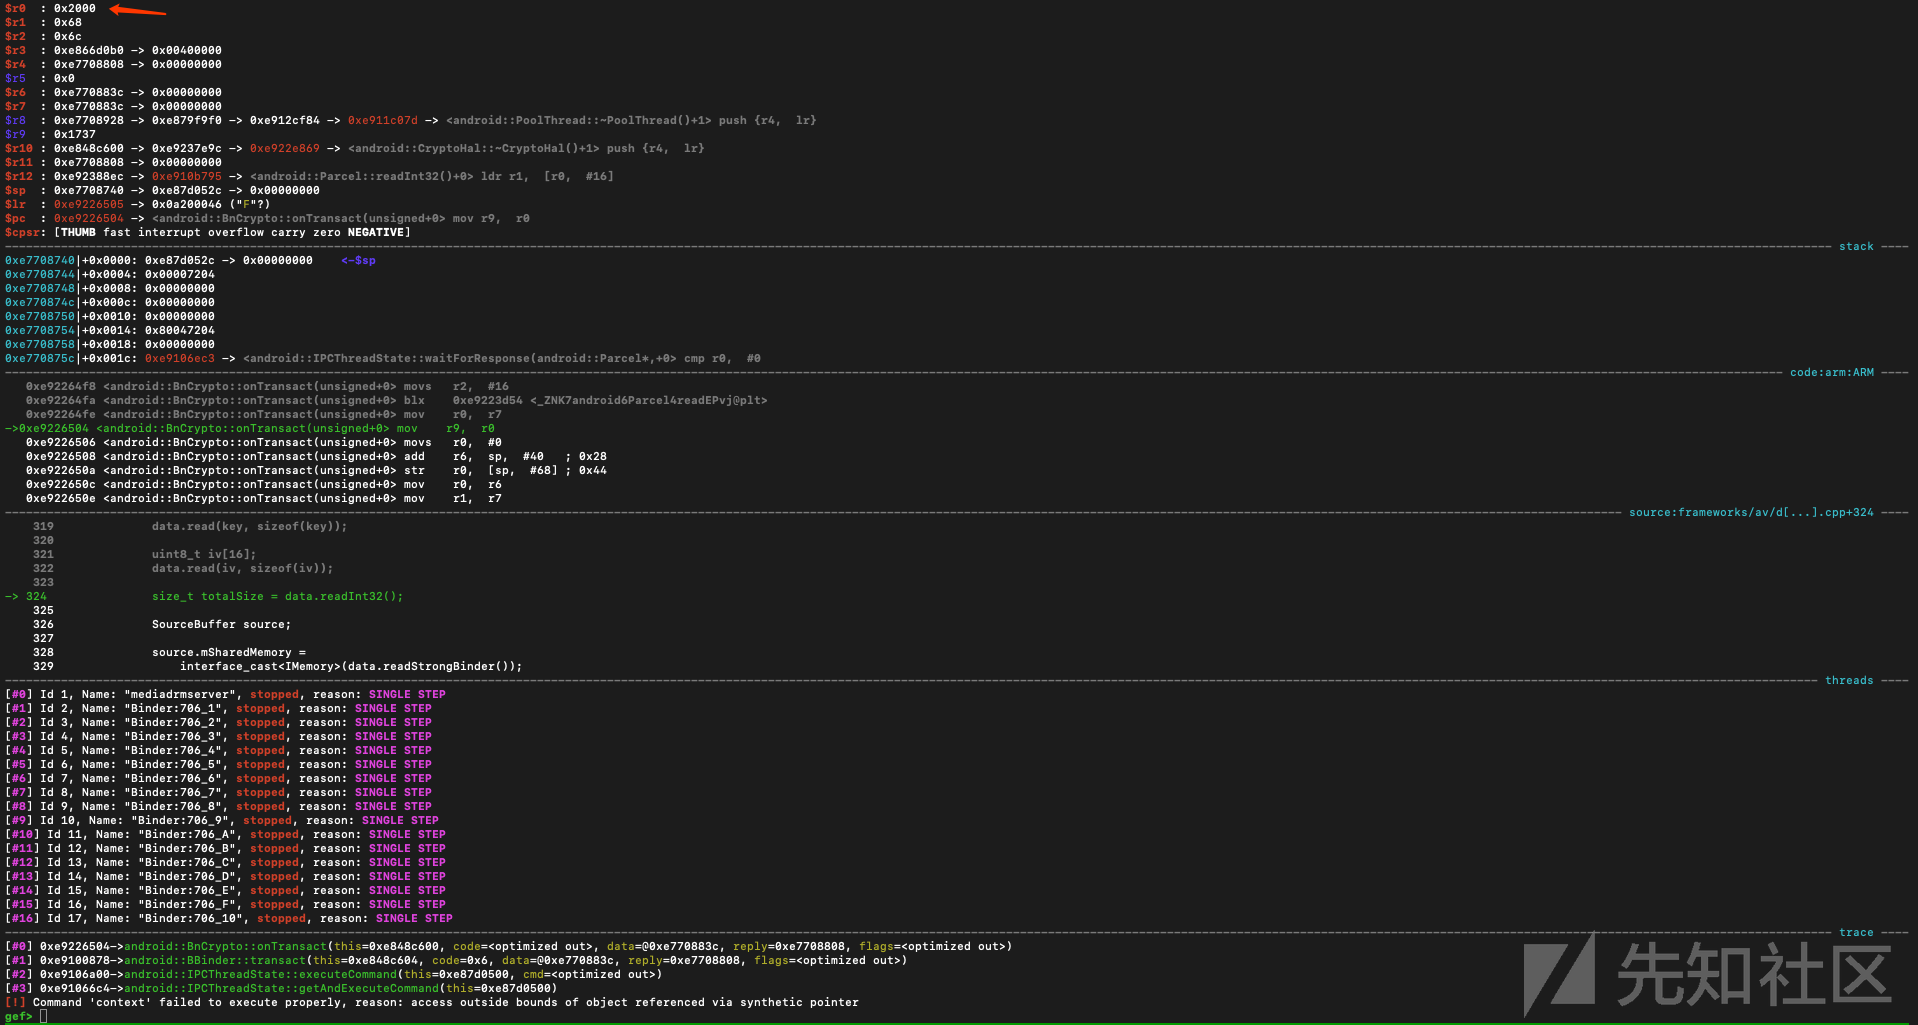 $r0  : 0x2000
$r1  : 0x68
$r2  : 0x6c
$r3  : 0xe866d0b0 -> 0x00400000
$r4  : 0xe7708808 -> 0x00000000
$r5  : 0x0
$r6  : 0xe770883c -> 0x00000000
$r7  : 0xe770883c -> 0x00000000
$r8  : 0xe7708928 -> 0xe879f9f0 -> 0xe912cf84 -> 0xe911c07d -> <android::PoolThread::~PoolThread()+1> push {r4,  lr}
$r9  : 0x1737
$r10 : 0xe848c600 -> 0xe9237e9c -> 0xe922e869 -> <android::CryptoHal::~CryptoHal()+1> push {r4,  lr}
$r11 : 0xe7708808 -> 0x00000000
$r12 : 0xe92388ec -> 0xe910b795 -> <android::Parcel::readInt32()+0> ldr r1,  [r0,  #16]
$sp  : 0xe7708740 -> 0xe87d052c -> 0x00000000
$lr  : 0xe9226505 -> 0x0a200046 ("F"?)
$pc  : 0xe9226504 -> <android::BnCrypto::onTransact(unsigned+0> mov r9,  r0
$cpsr: [THUMB fast interrupt overflow carry zero NEGATIVE]
stack
0xe7708740|+0x0000: 0xe87d052c -> 0x00000000    <-$sp
0xe7708744|+0x0004: 0x00007204
0xe7708748|+0x0008: 0x00000000
0xe770874c|+0x000c: 0x00000000
0xe7708750|+0x0010: 0x00000000
0xe7708754|+0x0014: 0x80047204
0xe7708758|+0x0018: 0x00000000
0xe770875c|+0x001c: 0xe9106ec3 -> <android::IPCThreadState::waitForResponse(android::Parcel*,+0> cmp r0,  #0
code:arm:ARM
0xe92264f8 <android::BnCrypto::onTransact(unsigned+0> movs   r2,  #16
0xe92264fa <android::BnCrypto::onTransact(unsigned+0> blx    0xe9223d54 <_ZNK7android6Parcel4readEPvj@plt>
0xe92264fe <android::BnCrypto::onTransact(unsigned+0> mov    r0,  r7
->0xe9226504 <android::BnCrypto::onTransact(unsigned+0> mov    r9,  r0
0xe9226506 <android::BnCrypto::onTransact(unsigned+0> movs   r0,  #0
0xe9226508 <android::BnCrypto::onTransact(unsigned+0> add    r6,  sp,  #40   ; 0x28
0xe922650a <android::BnCrypto::onTransact(unsigned+0> str    r0,  [sp,  #68] ; 0x44
0xe922650c <android::BnCrypto::onTransact(unsigned+0> mov    r0,  r6
0xe922650e <android::BnCrypto::onTransact(unsigned+0> mov    r1,  r7
source:frameworks/av/d[...].cpp+324
319              data.read(key, sizeof(key));
320
321              uint8_t iv[16];
322              data.read(iv, sizeof(iv));
323
-> 324              size_t totalSize = data.readInt32();
325
326              SourceBuffer source;
327
328              source.mSharedMemory =
329                  interface_cast<IMemory>(data.readStrongBinder());
threads
[#0] Id 1, Name: "mediadrmserver", stopped, reason: SINGLE STEP
[#1] Id 2, Name: "Binder:706_1", stopped, reason: SINGLE STEP
[#2] Id 3, Name: "Binder:706_2", stopped, reason: SINGLE STEP
[#3] Id 4, Name: "Binder:706_3", stopped, reason: SINGLE STEP
[#4] Id 5, Name: "Binder:706_4", stopped, reason: SINGLE STEP
[#5] Id 6, Name: "Binder:706_5", stopped, reason: SINGLE STEP
[#6] Id 7, Name: "Binder:706_6", stopped, reason: SINGLE STEP
[#7] Id 8, Name: "Binder:706_7", stopped, reason: SINGLE STEP
[#8] Id 9, Name: "Binder:706_8", stopped, reason: SINGLE STEP
[#9] Id 10, Name: "Binder:706_9", stopped, reason: SINGLE STEP
[#10] Id 11, Name: "Binder:706_A", stopped, reason: SINGLE STEP
[#11] Id 12, Name: "Binder:706_B", stopped, reason: SINGLE STEP
[#12] Id 13, Name: "Binder:706_C", stopped, reason: SINGLE STEP
[#13] Id 14, Name: "Binder:706_D", stopped, reason: SINGLE STEP
[#14] Id 15, Name: "Binder:706_E", stopped, reason: SINGLE STEP
[#15] Id 16, Name: "Binder:706_F", stopped, reason: SINGLE STEP
[#16] Id 17, Name: "Binder:706_10", stopped, reason: SINGLE STEP
trace
[#0] 0xe9226504->android::BnCrypto::onTransact(this=0xe848c600, code=<optimized out>, data=@0xe770883c, reply=0xe7708808, flags=<optimized out>)
[#1] 0xe9100878->android::BBinder::transact(this=0xe848c604, code=0x6, data=@0xe770883c, reply=0xe7708808, flags=<optimized out>)
[#2] 0xe9106a00->android::IPCThreadState::executeCommand(this=0xe87d0500, cmd=<optimized out>)
[#3] 0xe91066c4->android::IPCThreadState::getAndExecuteCommand(this=0xe87d0500)
[!] Command 'context' failed to execute properly, reason: access outside bounds of object referenced via synthetic pointer
gef>
先知社区